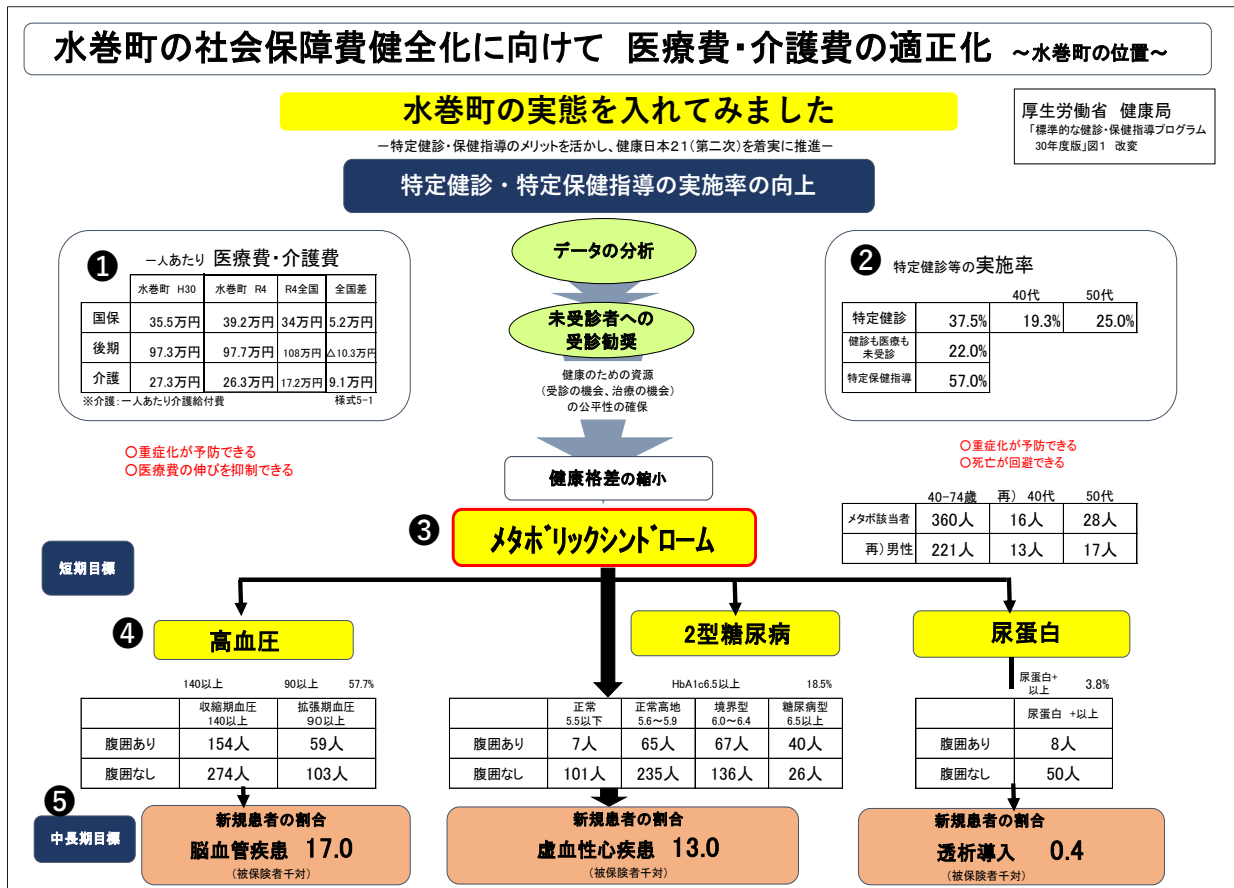 水巻町の社会保障費健全化に向けて 医療費・介護費の適正化 ～水巻町の位置～
水巻町の実態を入れてみました
厚生労働省 健康局
「標準的な健診・保健指導プログラム
30年度版」図1 改変
－特定健診・保健指導のメリットを活かし、健康日本２１(第二次)を着実に推進－
特定健診・特定保健指導の実施率の向上
❶ 一人あたり 医療費・介護費
水巻町 H30 水巻町 R4 R4全国 全国差
国保 35.5万円 39.2万円 34万円 5.2万円
後期 97.3万円 97.7万円 108万円 △10.3万円
介護 27.3万円 26.3万円 17.2万円 9.1万円
※介護：一人あたり介護給付費 様式5-1
〇重症化が予防できる
〇医療費の伸びを抑制できる
データの分析
未受診者への
受診勧奨
健康のための資源
(受診の機会、治療の機会)
の公平性の確保
健康格差の縮小
❷ 特定健診等の実施率
40代 50代
特定健診 37.5% 19.3% 25.0%
健診も医療も
未受診 22.0%
特定保健指導 57.0%
〇重症化が予防できる
〇死亡が回避できる
40-74歳 再） 40代 50代
メタボ該当者 360人 16人 28人
再）男性 221人 13人 17人
❸ メタボリックシンドローム
短期目標
❹ 高血圧
2型糖尿病
尿蛋白
140以上 90以上 57.7%
収縮期血圧 拡張期血圧
140以上 ９０以上
腹囲あり 154人 59人
腹囲なし 274人 103人
HbA1c6.5以上 18.5%
正常 正常高地 境界型 糖尿病型
5.5以下 5.6～5.9 6.0～6.4 6.5以上
腹囲あり 7人 65人 67人 40人
腹囲なし 101人 235人 136人 26人
尿蛋白+
以上 3.8%
尿蛋白 +以上
腹囲あり 8人
腹囲なし 50人
❺
中長期目標
新規患者の割合
脳血管疾患 17.0
(被保険者千対)
新規患者の割合
虚血性心疾患 13.0
(被保険者千対)
新規患者の割合
透析導入 0.4
(被保険者千対)